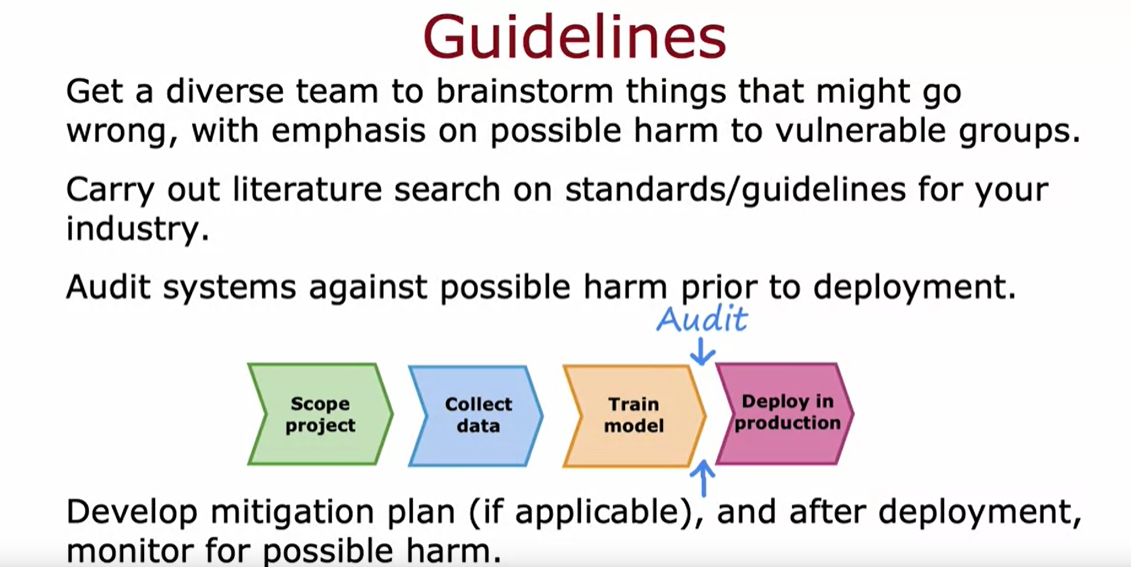 Guidelines
Get a diverse team to brainstorm things that might go
wrong, with emphasis on possible harm to vulnerable groups.
Carry out literature search on standards/guidelines for your
industry.
Audit systems against possible harm prior to deployment.
Audit
Scope
project
Collect
data
Train
model
Deploy in
production
Develop mitigation plan (if applicable), and after deployment,
monitor for possible harm.